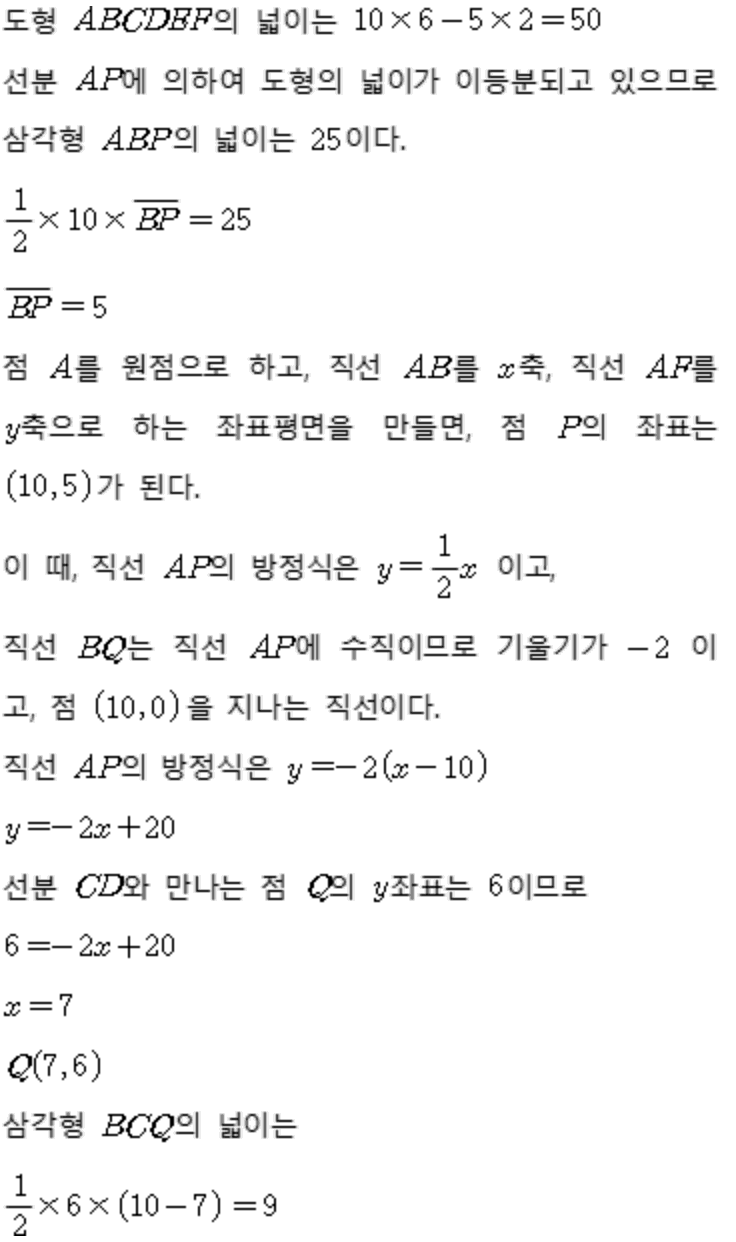 도형 ABCDEF의 넓이는 10×6−5×2=50
선분 AP에 의하여 도형의 넓이가 이등분되고 있으므로
삼각형 ABP의 넓이는 25이다.
\frac{1}{2}×10×\overline{BP}=25
\overline{BP}=5
점 A를 원점으로 하고, 직선 AB를 x축, 직선 AF를
y축으로 하는 좌표평면을 만들면, 점 P의 좌표는
(10,5)가 된다.
이 때, 직선 AP의 방정식은 y=\frac{1}{2}x 이고,
직선 BQ는 직선 AP에 수직이므로 기울기가 −2 이
고, 점 (10,0)을 지나는 직선이다.
직선 AP의 방정식은 y=−2(x−10)
y=−2x+20
선분 CD와 만나는 점 Q의 y좌표는 6이므로
6=−2x+20
x=7
Q(7,6)
삼각형 BCQ의 넓이는
\frac{1}{2}×6×(10−7)=9